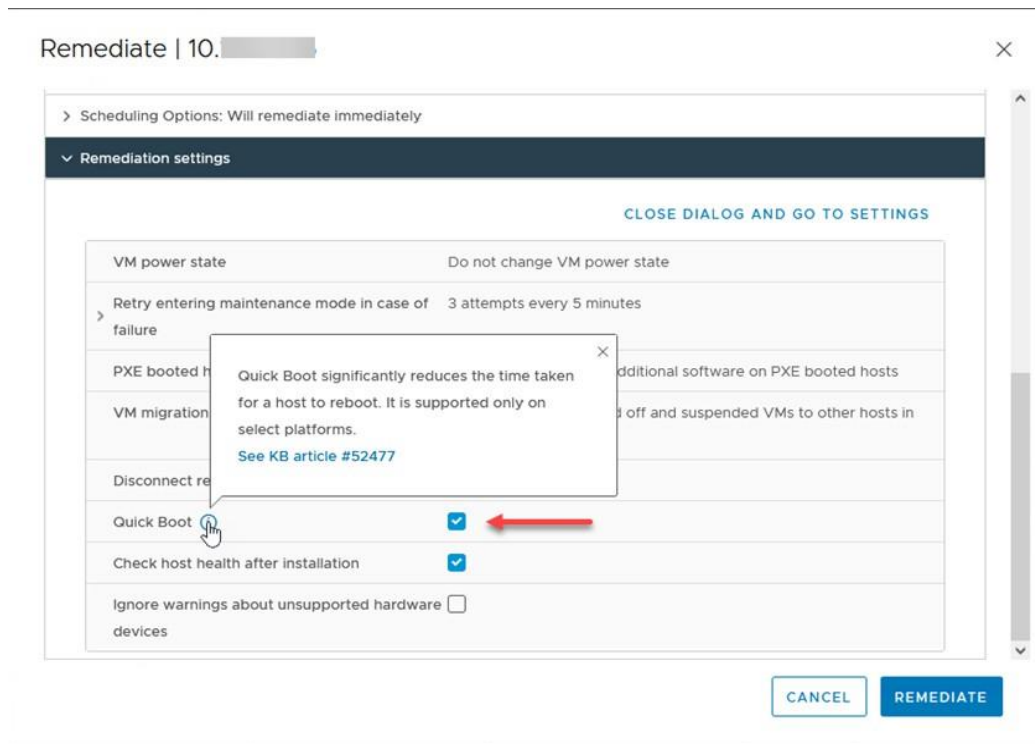 Remediate | 10.
Scheduling Options: Will remediate immediately
Remediation settings
CLOSE DIALOG AND GO TO SETTINGS
VM power state Do not change VM power state
Retry entering maintenance mode in case of 3 attempts every 5 minutes
failure
PXE booted h dditional software on PXE booted hosts
VM migration d off and suspended VMs to other hosts in
Quick Boot significantly reduces the time taken
for a host to reboot. It is supported only on
select platforms.
See KB article #52477
Disconnect re
Quick Boot
Check host health after installation
Ignore warnings about unsupported hardware
devices
CANCEL REMEDIATE